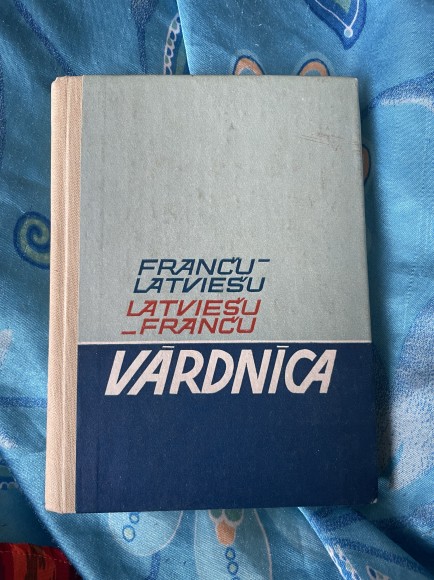 FRANČU-
LATVIEŠU
LATVIEŠU
-FRANČU
VĀRDNĪCA